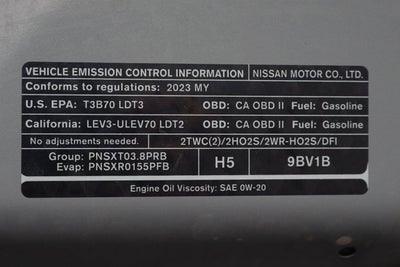 VEHICLE EMISSION CONTROL INFORMATION NISSAN MOTOR CO., LTD.
Conforms to regulations: 2023 MY
U.S. EPA: T3B70 LDT3 OBD: CA OBD II Fuel: Gasoline
California: LEV3-ULEV70 LDT2 OBD: CA OBD II Fuel: Gasoline
No adjustments needed. 2TWC(2)/2HO2S/2WR-HO2S/DFI
Group: PNSXT03.8PRB
Evap: PNSXR0155PFB
H5 9BV1B
Engine Oil Viscosity: SAE 0W-20